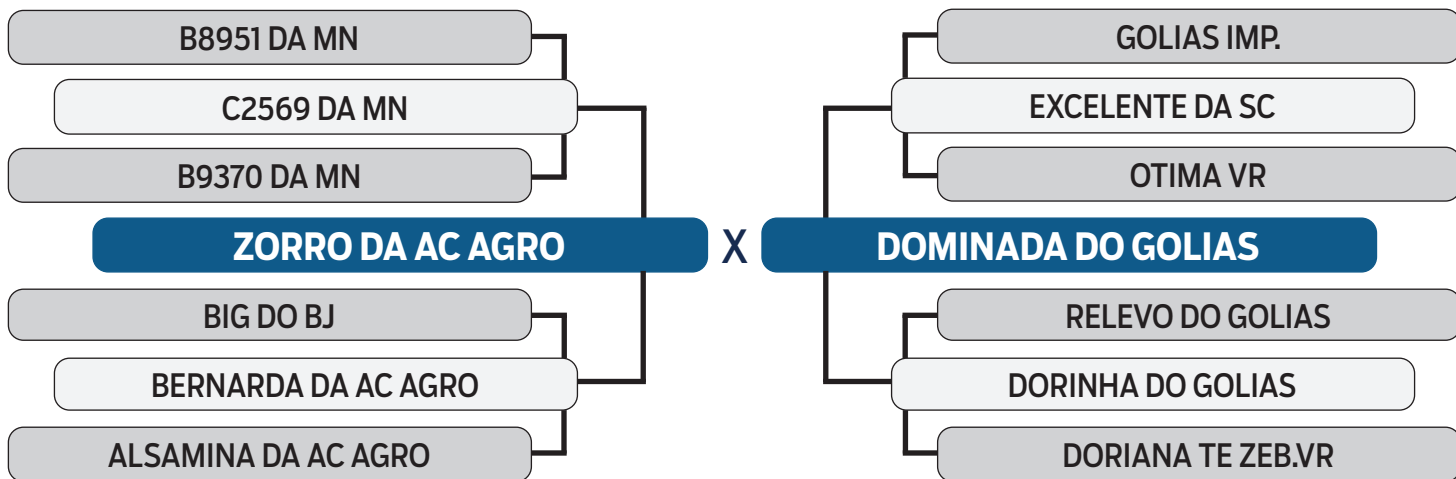 B8951 DA MN
C2569 DA MN
B9370 DA MN
ZORRO DA AC AGRO
BIG DO BJ
BERNARDA DA AC AGRO
ALSAMINA DA AC AGRO
X
GOLIAS IMP.
EXCELENTE DA SC
OTIMA VR
DOMINADA DO GOLIAS
RELEVO DO GOLIAS
DORINHA DO GOLIAS
DORIANA TE ZEB.VR